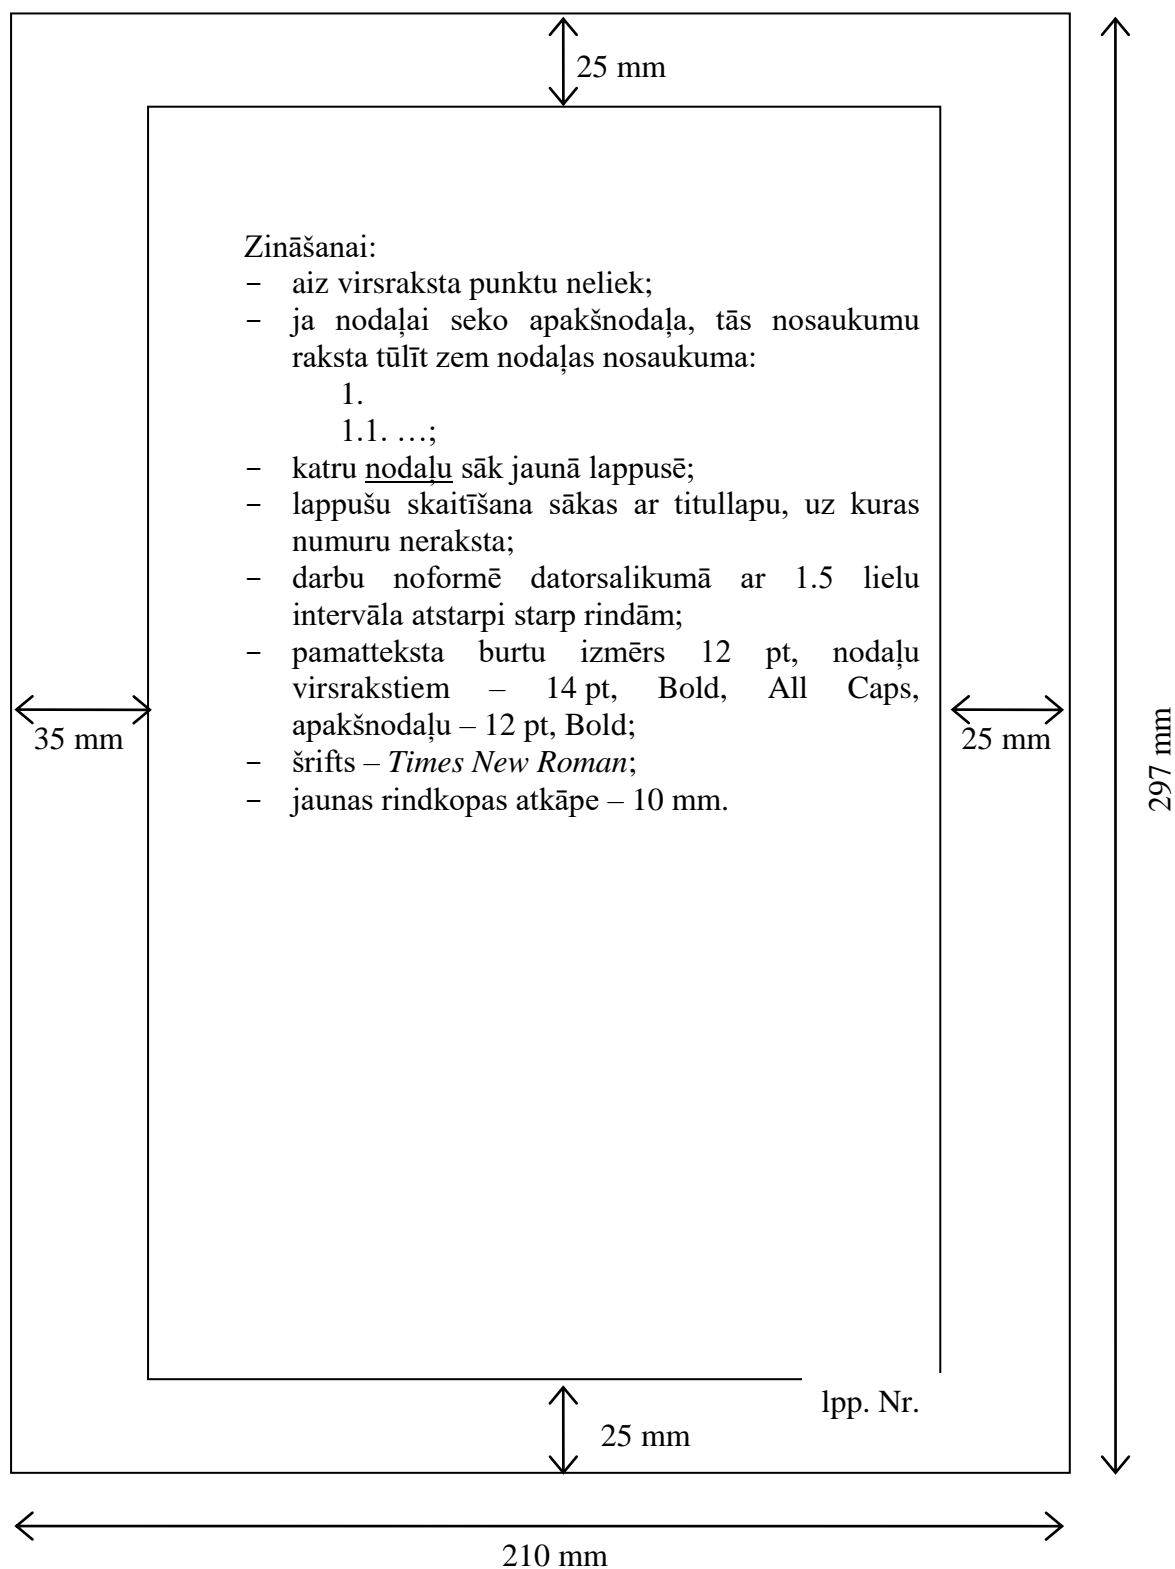 25 mm
Zināšanai:
- aiz virsraksta punktu neliek;
- ja nodaļai seko apakšnodaļa, tās nosaukumu
raksta tūlīt zem nodaļas nosaukuma:
1.
1.1. …;
- katru nodaļu sāk jaunā lappusē;
- lappušu skaitīšana sākas ar titullapu, uz kuras
numuru neraksta;
- darbu noformē datorsalikumā ar 1.5 lielu
intervāla atstarpi starp rindām;
- pamatteksta burtu izmērs 12 pt, nodaļu
virsrakstiem – 14 pt, Bold, All Caps,
apakšnodaļu – 12 pt, Bold;
- šrifts – Times New Roman;
- jaunas rindkopas atkāpe – 10 mm.
35 mm
25 mm
297 mm
lpp. Nr.
25 mm
210 mm